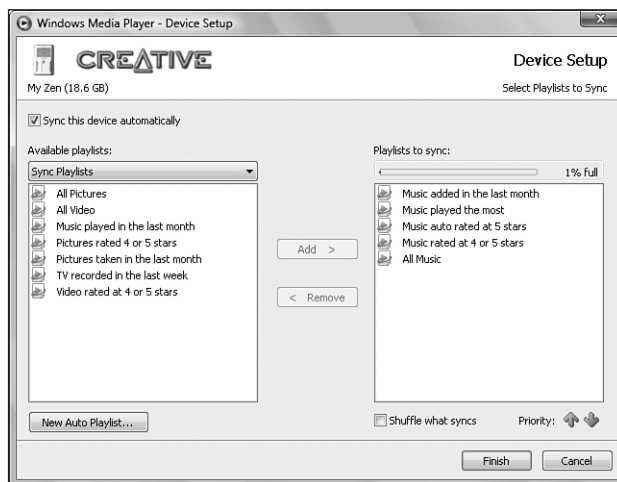 Windows Media Player - Device Setup
CREATIVE
Device Setup
My Zen (18.6 GB)
Select Playlists to Sync
Sync this device automatically
Available playlists:
Sync Playlists
All Pictures
All Video
Music played in the last month
Pictures rated 4 or 5 stars
Pictures taken in the last month
TV recorded in the last week
Video rated at 4 or 5 stars
New Auto Playlist...
Add >
< Remove
Playlists to sync:
1% full
Music added in the last month
Music played the most
Music auto rated at 5 stars
Music rated at 4 or 5 stars
All Music
Shuffle what syncs
Priority:
Finish
Cancel